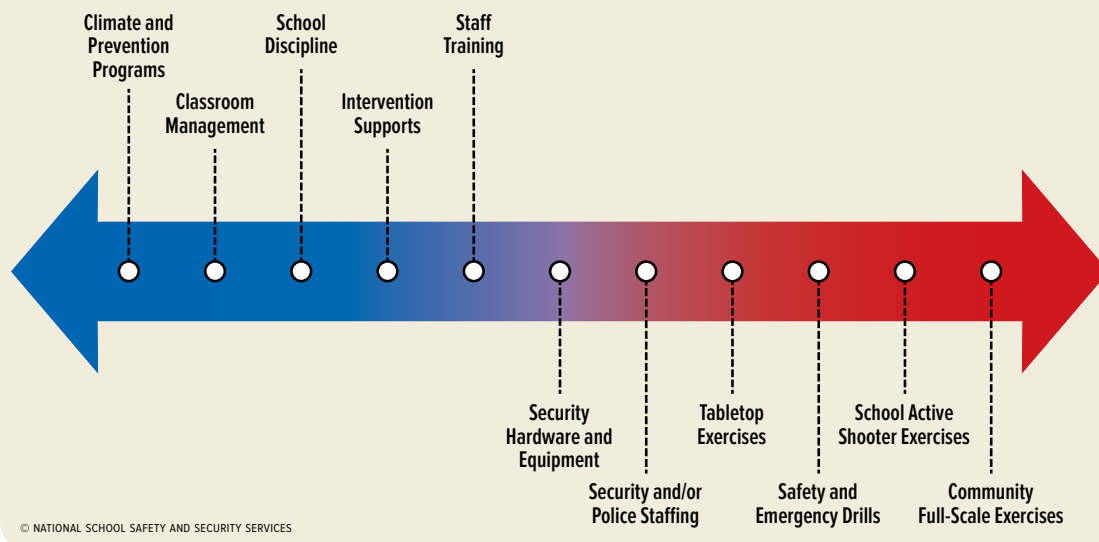 Climate and
Prevention
Programs
Classroom
Management
School
Discipline
Intervention
Supports
Staff
Training
Security
Hardware and
Equipment
Security and/or
Police Staffing
Tabletop
Exercises
Safety and
Emergency Drills
School Active
Shooter Exercises
Community
Full-Scale Exercises
© NATIONAL SCHOOL SAFETY AND SECURITY SERVICES